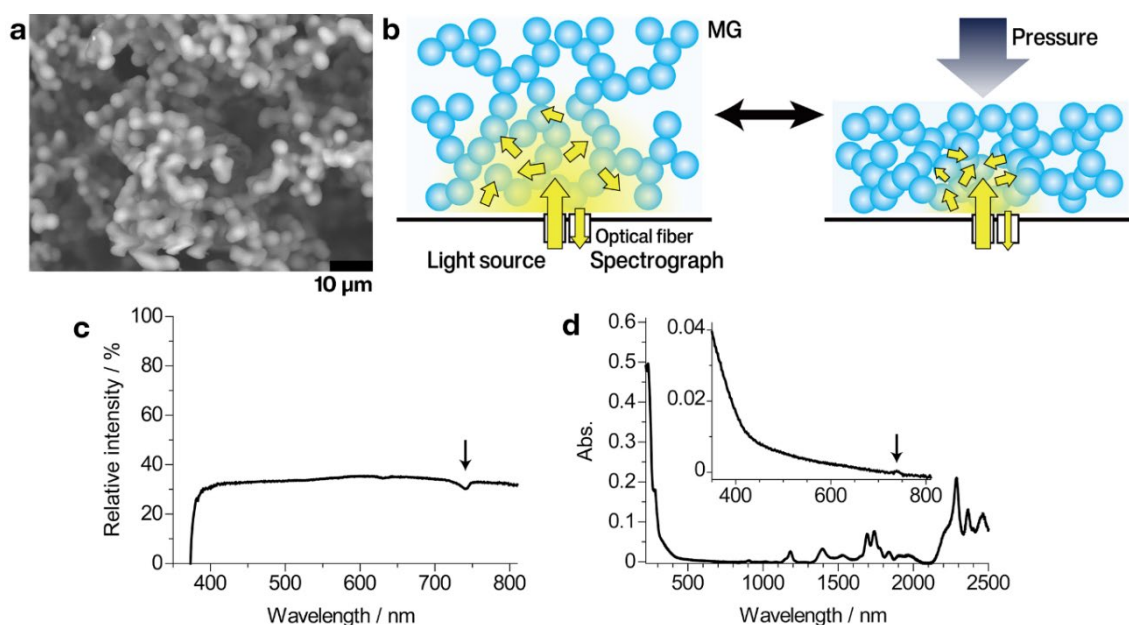 a
10 µm
b
MG
Pressure
Optical fiber
Light source
Spectrograph
c
Relative intensity / %
100
80
60
40
20
0
400 500 600 700 800
Wavelength / nm
d
Abs.
0.6
0.5
0.4
0.3
0.2
0.1
0
0.04
0.02
0
400 600 800
500 1000 1500 2000 2500
Wavelength / nm